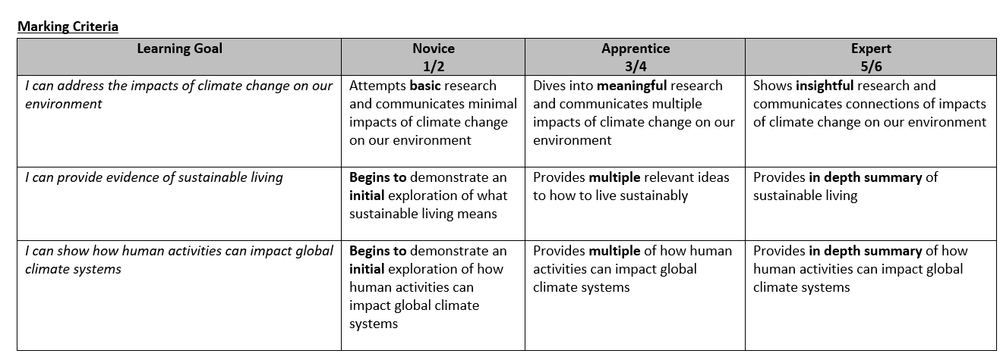 Marking Criteria
Learning Goal
Novice
1/2
Apprentice
3/4
Expert
5/6
I can address the impacts of climate change on our
environment
Attempts basic research
and communicates minimal
impacts of climate change
on our environment
Dives into meaningful research
and communicates multiple
impacts of climate change on our
environment
Shows insightful research and
communicates connections of impacts
of climate change on our environment
I can provide evidence of sustainable living
Begins to demonstrate an
initial exploration of what
sustainable living means
Provides multiple relevant ideas
to how to live sustainably
Provides in depth summary of
sustainable living
I can show how human activities can impact global
climate systems
Begins to demonstrate an
initial exploration of how
human activities can
impact global climate
systems
Provides multiple of how human
activities can impact global
climate systems
Provides in depth summary of how
human activities can impact global
climate systems